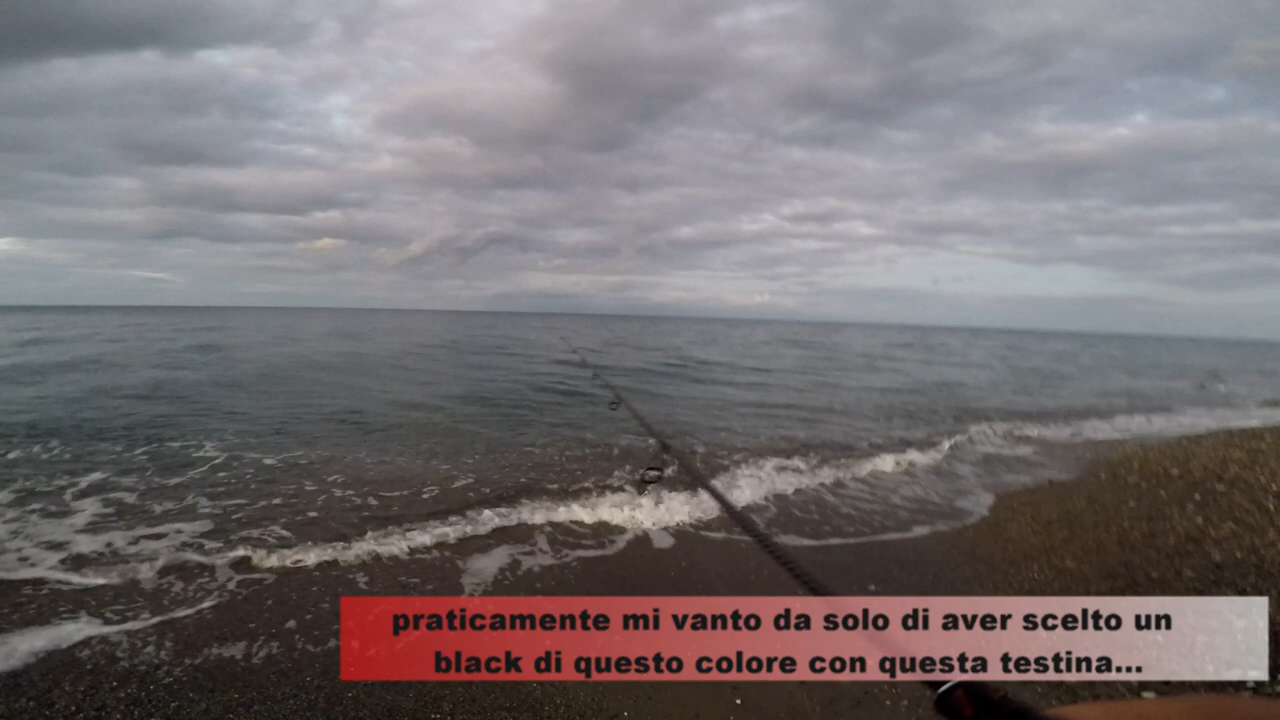 praticamente mi vanto da solo di aver scelto un
black di questo colore con questa testina...